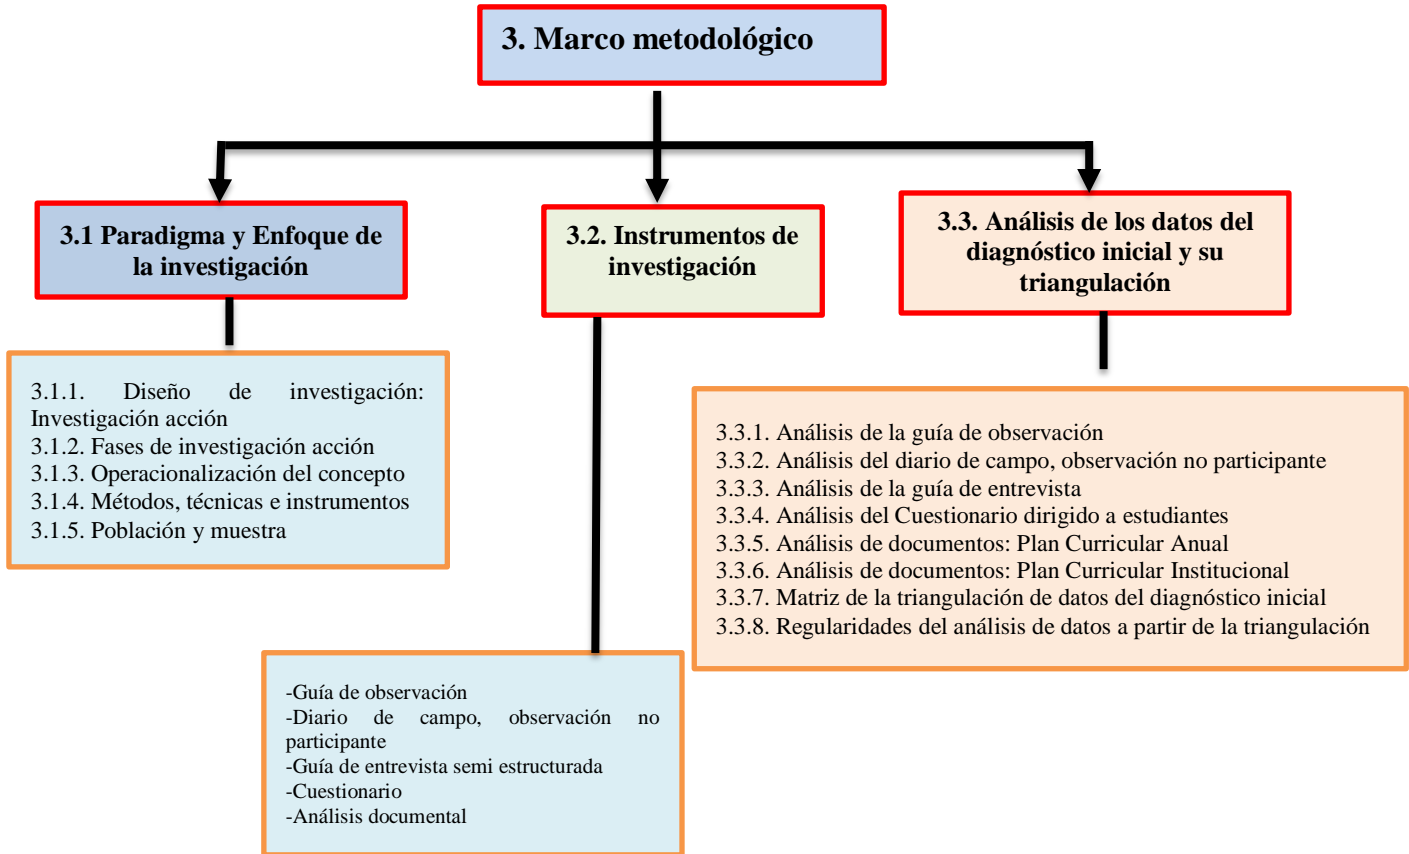 3. Marco metodológico
3.1 Paradigma y Enfoque de
la investigación
3.2. Instrumentos de
investigación
3.3. Análisis de los datos del
diagnóstico inicial y su
triangulación
3.1.1. Diseño de investigación:
Investigación acción
3.1.2. Fases de investigación acción
3.1.3. Operacionalización del concepto
3.1.4. Métodos, técnicas e instrumentos
3.1.5. Población y muestra
3.3.1. Análisis de la guía de observación
3.3.2. Análisis del diario de campo, observación no participante
3.3.3. Análisis de la guía de entrevista
3.3.4. Análisis del Cuestionario dirigido a estudiantes
3.3.5. Análisis de documentos: Plan Curricular Anual
3.3.6. Análisis de documentos: Plan Curricular Institucional
3.3.7. Matriz de la triangulación de datos del diagnóstico inicial
3.3.8. Regularidades del análisis de datos a partir de la triangulación
-Guía de observación
-Diario de campo, observación no
participante
-Guía de entrevista semi estructurada
-Cuestionario
-Análisis documental